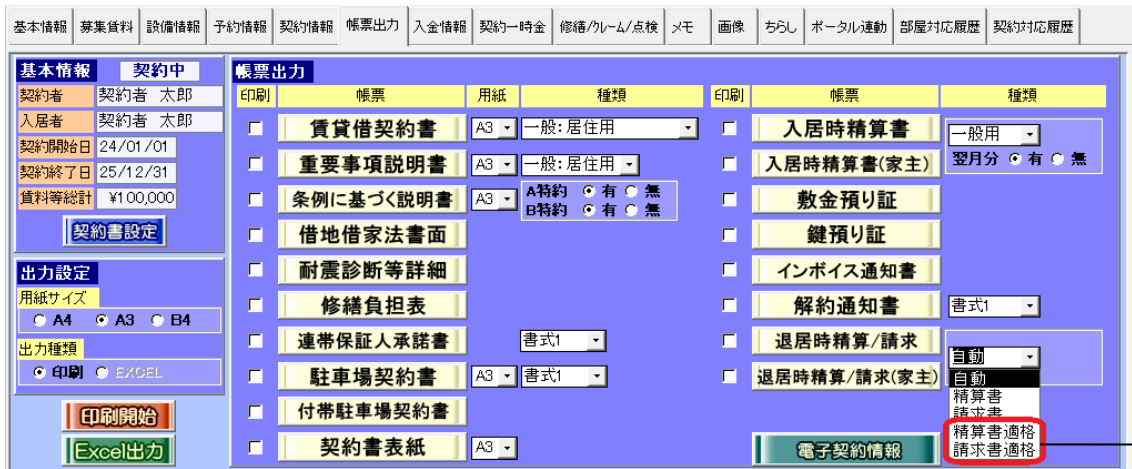 基本情報 募集賃料 設備情報 予約情報 契約情報 帳票出力 入金情報 契約一時金 修繕/クレーム/点検 メモ 画像 ちらし ポータル連動 部屋対応履歴 契約対応履歴
基本情報 契約中
契約者 契約者 太郎
入居者 契約者 太郎
契約開始日 24/01/01
契約終了日 25/12/31
賃料等総計 ¥100,000
契約書設定
出力設定
用紙サイズ
A4 A3 B4
出力種類
印刷 EXCEL
印刷開始
Excel出力
帳票出力
印刷 帳票 用紙 種類
賃貸借契約書 A3 一般:居住用
重要事項説明書 A3 一般:居住用
条例に基づく説明書 A3 A特約 有 無
B特約 有 無
借地借家法書面
耐震診断等詳細
修繕負担表
連帯保証人承諾書 書式1
駐車場契約書 A3 書式1
付帯駐車場契約書
契約書表紙 A3
印刷 帳票 種類
入居時精算書 一般用
入居時精算書(家主) 翌月分 有 無
敷金預り証
鍵預り証
インボイス通知書
解約通知書 書式1
退居時精算/請求 自動
退居時精算/請求(家主) 自動
精算書
請求書
精算書適格
請求書適格
電子契約情報